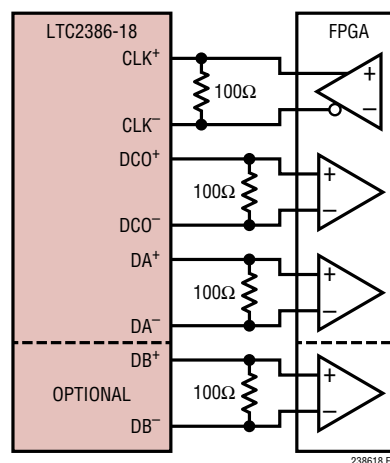 LTC2386-18
FPGA
CLK+
100Ω
+
CLK−
−
DCO+
+
100Ω
DCO−
−
DA+
+
100Ω
DA−
−
DB+
+
OPTIONAL
100Ω
DB−
−
238618 F